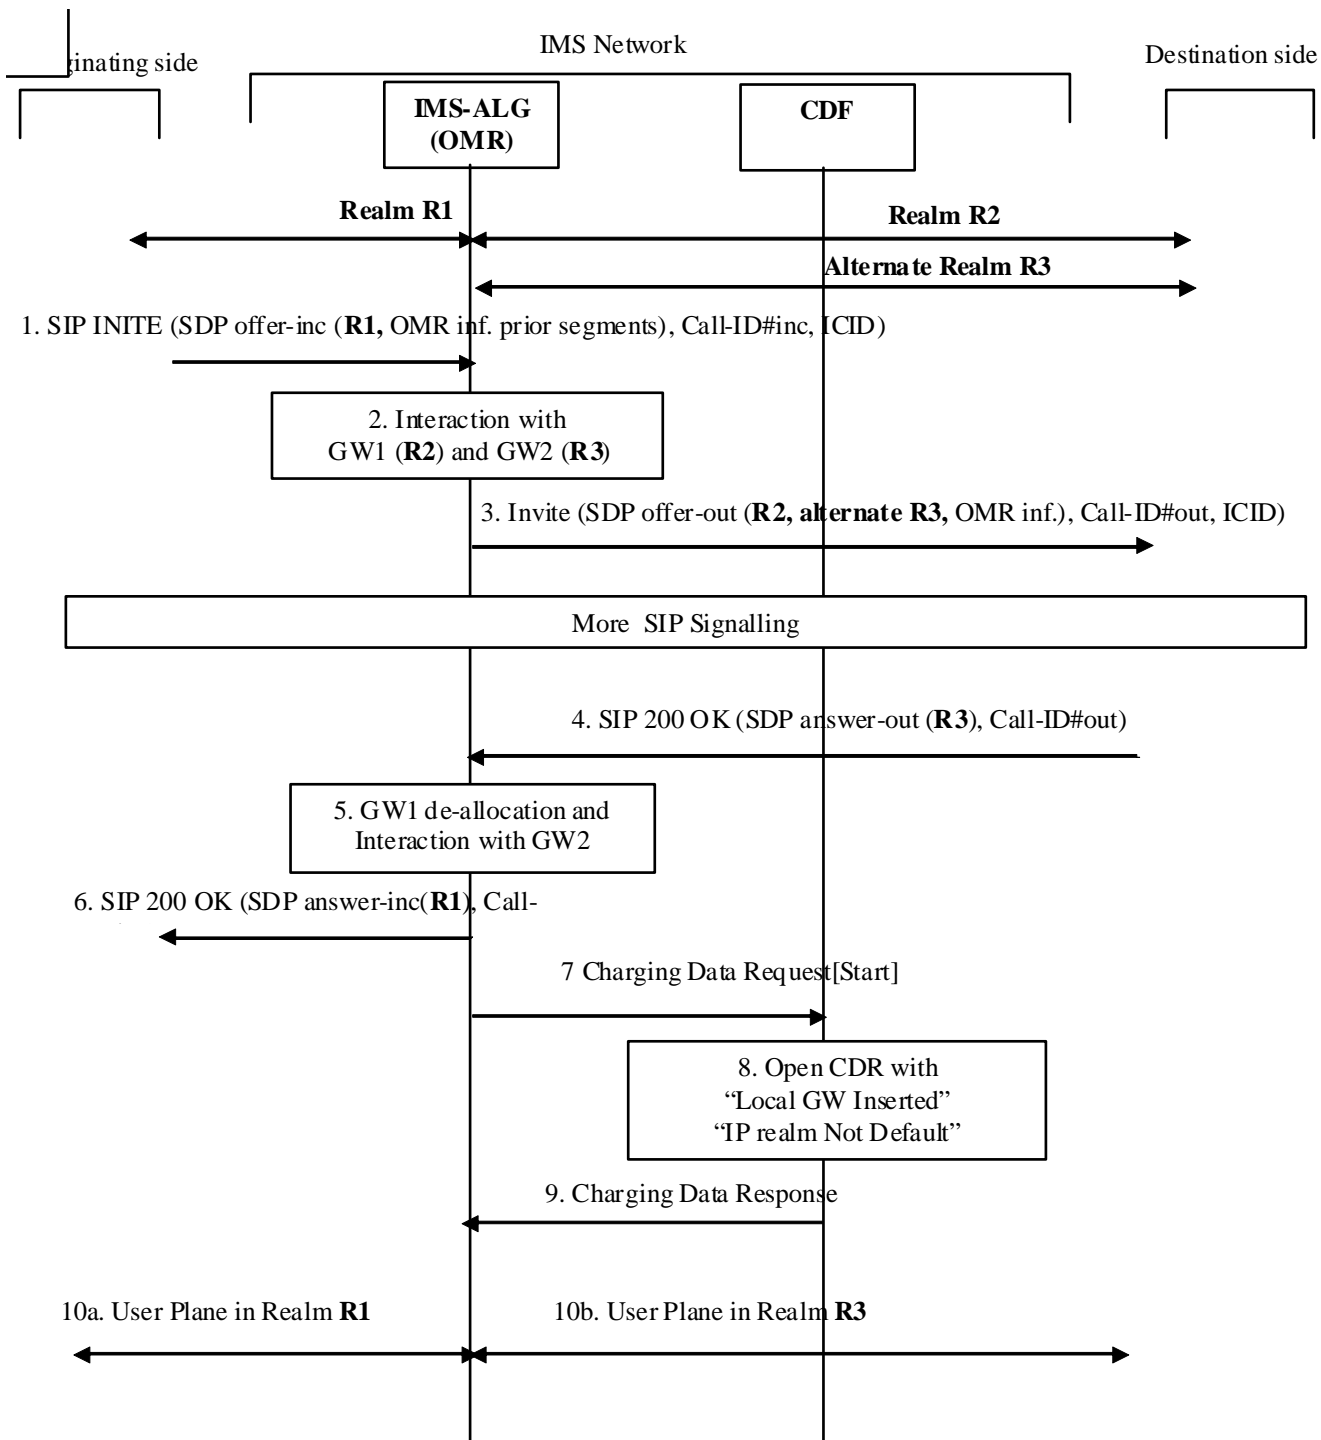 IMS Network
ginating side
Destination side
IMS-ALG
(OMR)
CDF
Realm R1
Realm R2
Alternate Realm R3
1. SIP INITE (SDP offer-inc (R1, OMR inf. prior segments), Call-ID#inc, ICID)
2. Interaction with
GW1 (R2) and GW2 (R3)
3. Invite (SDP offer-out (R2, alternate R3, OMR inf.), Call-ID#out, ICID)
More SIP Signalling
4. SIP 200 OK (SDP answer-out (R3), Call-ID#out)
5. GW1 de-allocation and
Interaction with GW2
6. SIP 200 OK (SDP answer-inc(R1), Call-
7 Charging Data Request[Start]
8. Open CDR with
“Local GW Inserted”
“IP realm Not Default”
9. Charging Data Response
10a. User Plane in Realm R1
10b. User Plane in Realm R3